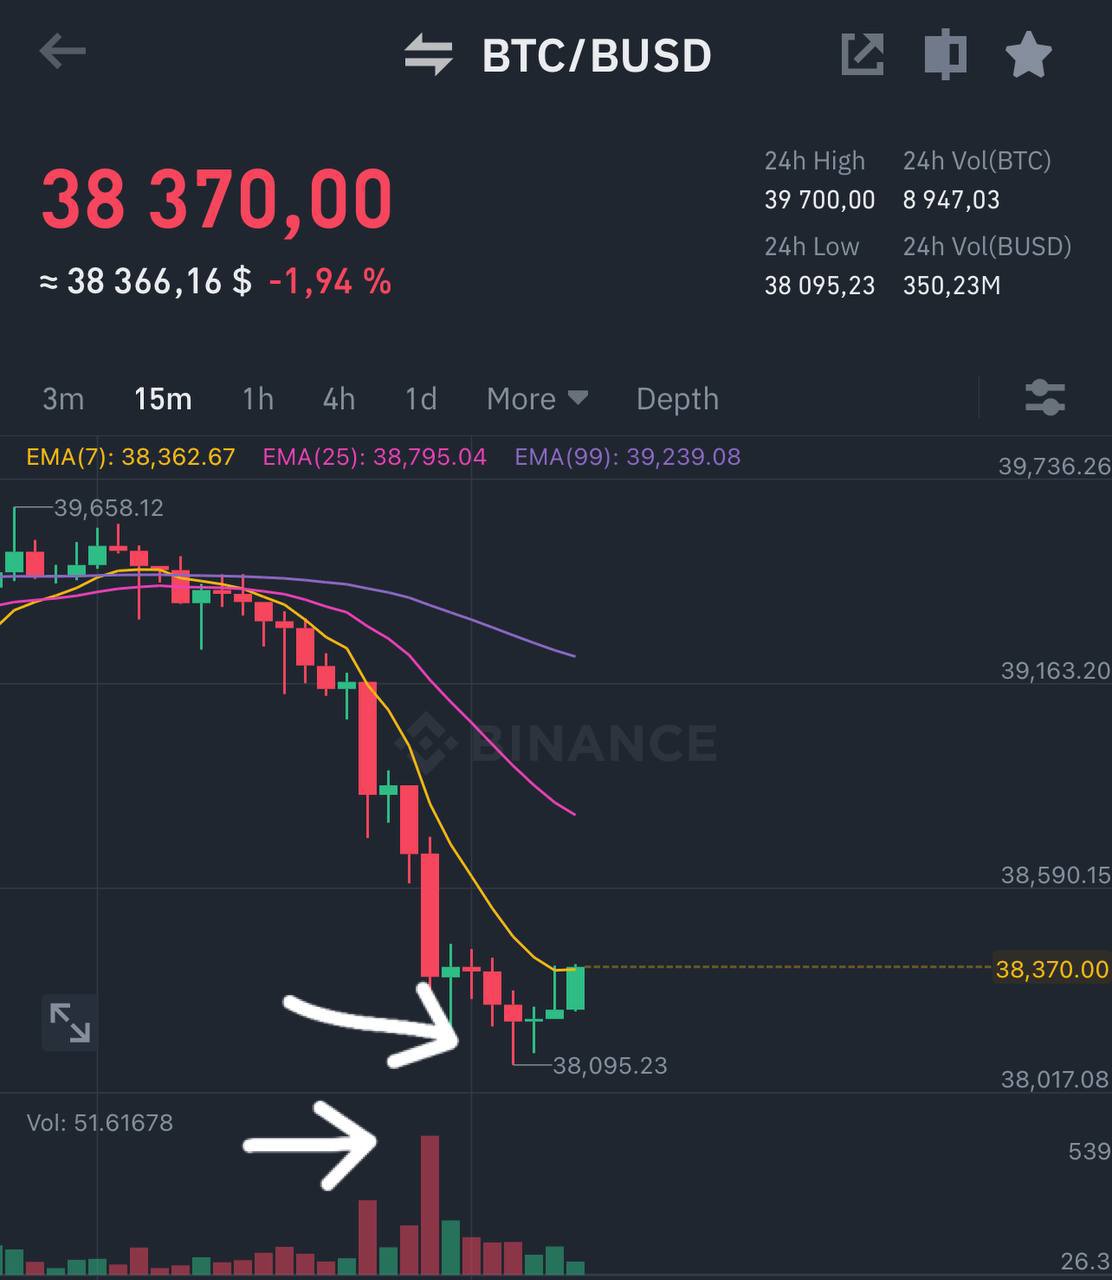 BTC/BUSD
38 370,00
≈ 38 366,16 $ -1,94 %
24h High 24h Vol(BTC)
39 700,00 8 947,03
24h Low 24h Vol(BUSD)
38 095,23 350,23M
3m 15m 1h 4h 1d More Depth
EMA(7): 38,362.67 EMA(25): 38,795.04 EMA(99): 39,239.08
39,736.26
39,658.12
39,163.20
BINANCE
38,590.15
38,370.00
38,095.23
38,017.08
Vol: 51.61678
539
26.3